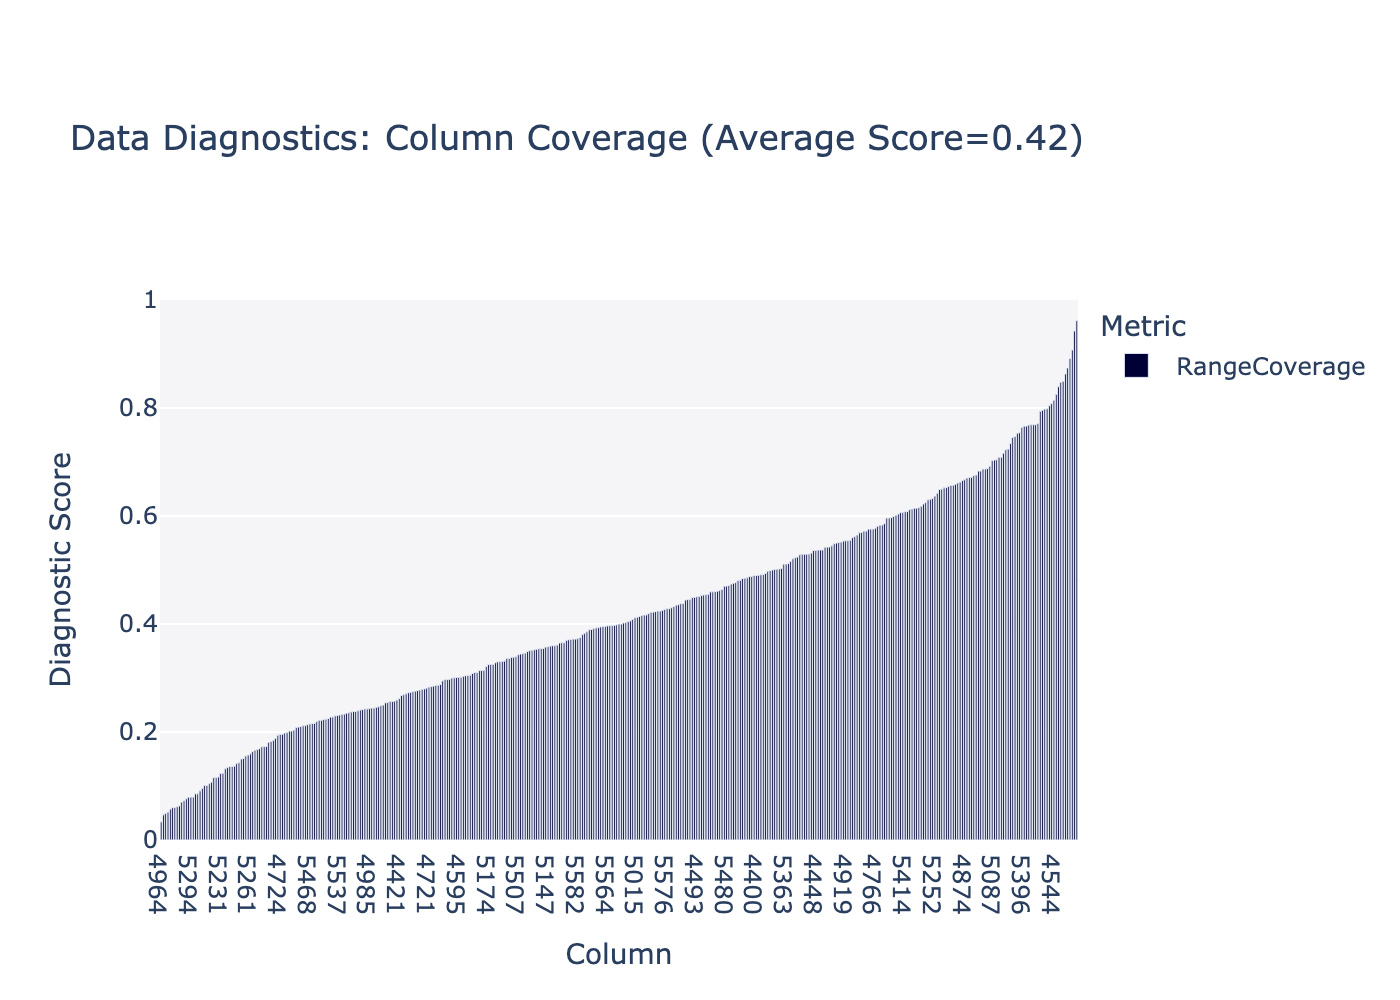 Data Diagnostics: Column Coverage (Average Score=0.42)
Metric
RangeCoverage
1
0.8
0.6
0.4
0.2
0
Diagnostic Score
4964 5294 5231 5261 4724 5468 5537 4985 4421 4721 4595 5174 5507 5147 5582 5564 5015 5576 4493 5480 4400 5363 4448 4919 4766 5414 5252 4874 5087 5396 4544
Column